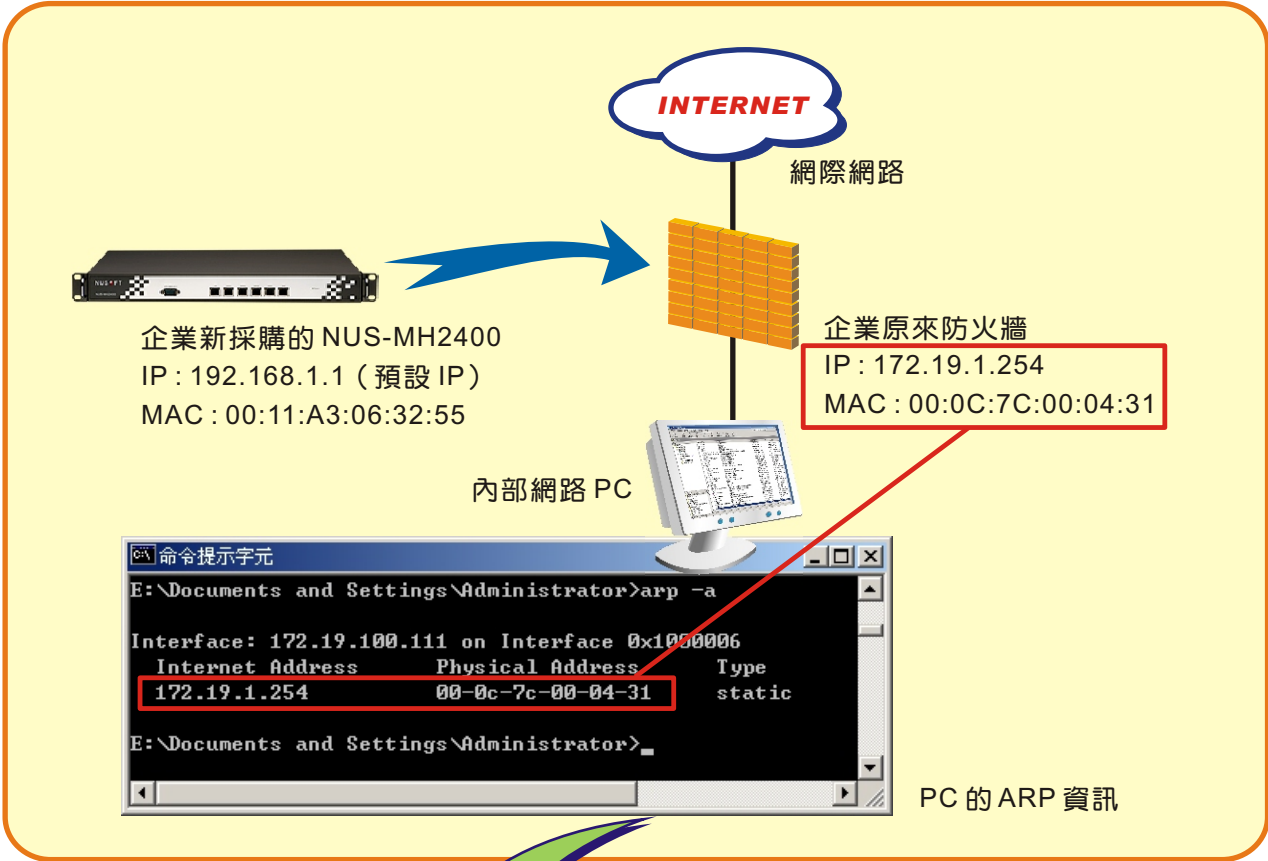 INTERNET
網際網路
NUSOFT
企業新採購的 NUS-MH2400
IP : 192.168.1.1（預設 IP）
MAC : 00:11:A3:06:32:55
企業原來防火牆
IP : 172.19.1.254
MAC : 00:0C:7C:00:04:31
內部網路 PC
命令提示字元
E:\Documents and Settings\Administrator>arp -a
Interface: 172.19.100.111 on Interface 0x1000006
Internet Address Physical Address Type
172.19.1.254 00-0c-7c-00-04-31 static
E:\Documents and Settings\Administrator>_
PC 的 ARP 資訊